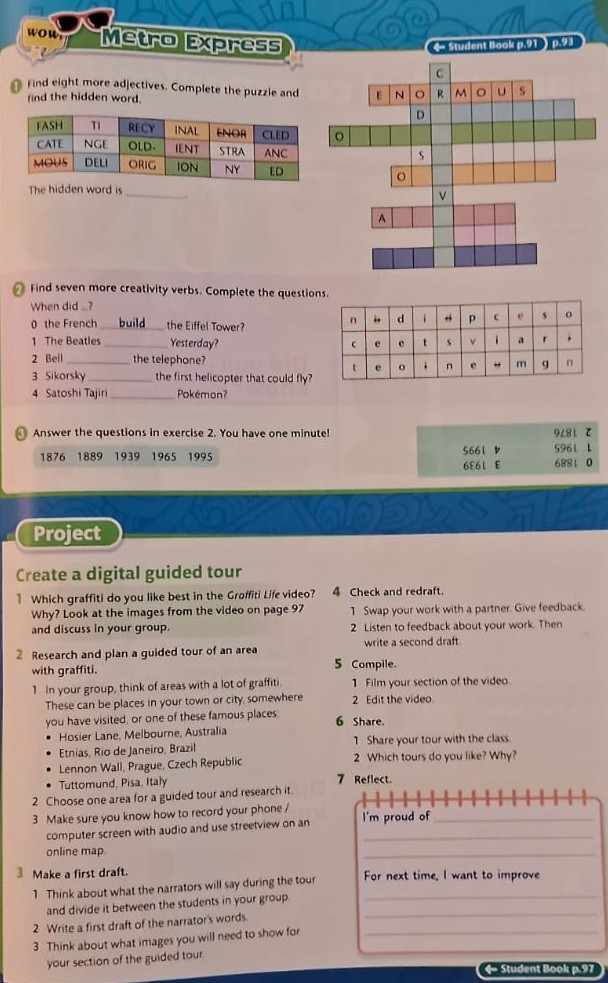 WOW!
Metro Express
← Student Book p.91 p.93
1 Find eight more adjectives. Complete the puzzle and
find the hidden word.
FASH TI RECY INAL ENOR CLED
CATE NGE OLD- IENT STRA ANC
MOUS DELI ORIG ION NY ED
The hidden word is ________.
C
E N O R M O U S
D
O
S
O
V
A
2 Find seven more creativity verbs. Complete the questions.
When did ...?
0 the French build the Eiffel Tower?
1 The Beatles ________ Yesterday?
2 Bell ________ the telephone?
3 Sikorsky ________ the first helicopter that could fly?
4 Satoshi Tajiri ________ Pokémon?
n b d i d p c e s o
c e e t s v i a r i
t e o i n e u m g n
3 Answer the questions in exercise 2. You have one minute!
1876 1889 1939 1965 1995
0 1889
1 1965
2 1876
3 1939
4 1995
Project
Create a digital guided tour
1 Which graffiti do you like best in the Graffiti Life video?
Why? Look at the images from the video on page 97
and discuss in your group.
2 Research and plan a guided tour of an area
with graffiti.
1 In your group, think of areas with a lot of graffiti.
These can be places in your town or city, somewhere
you have visited, or one of these famous places:
• Hosier Lane, Melbourne, Australia
• Etnias, Rio de Janeiro, Brazil
• Lennon Wall, Prague, Czech Republic
• Tuttomund, Pisa, Italy
2 Choose one area for a guided tour and research it.
3 Make sure you know how to record your phone /
computer screen with audio and use streetview on an
online map.
3 Make a first draft.
1 Think about what the narrators will say during the tour
and divide it between the students in your group.
2 Write a first draft of the narrator's words.
3 Think about what images you will need to show for
your section of the guided tour.
4 Check and redraft.
1 Swap your work with a partner. Give feedback.
2 Listen to feedback about your work. Then
write a second draft.
5 Compile.
1 Film your section of the video.
2 Edit the video.
6 Share.
1 Share your tour with the class.
2 Which tours do you like? Why?
7 Reflect.
I'm proud of
For next time, I want to improve
← Student Book p.97